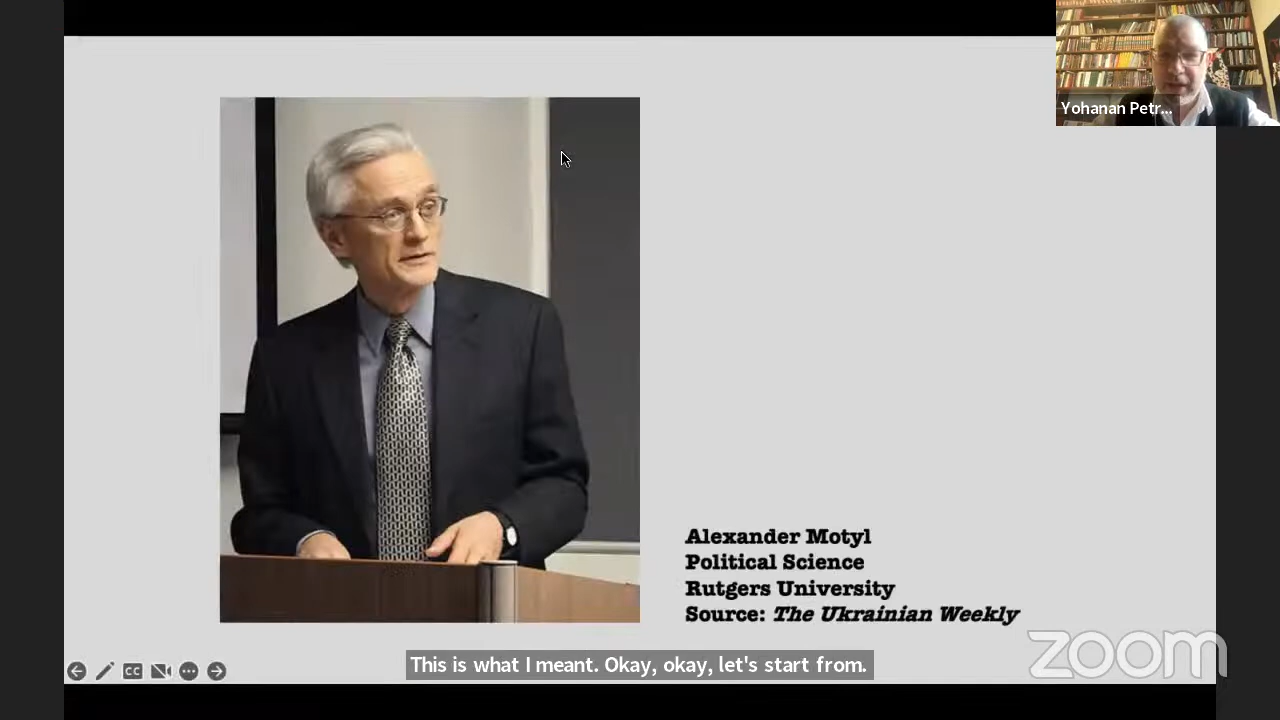 Yohanan Petr...
Alexander Motyl
Political Science
Rutgers University
Source: The Ukrainian Weekly
CC
This is what I meant. Okay, okay, let's start from.
zoom